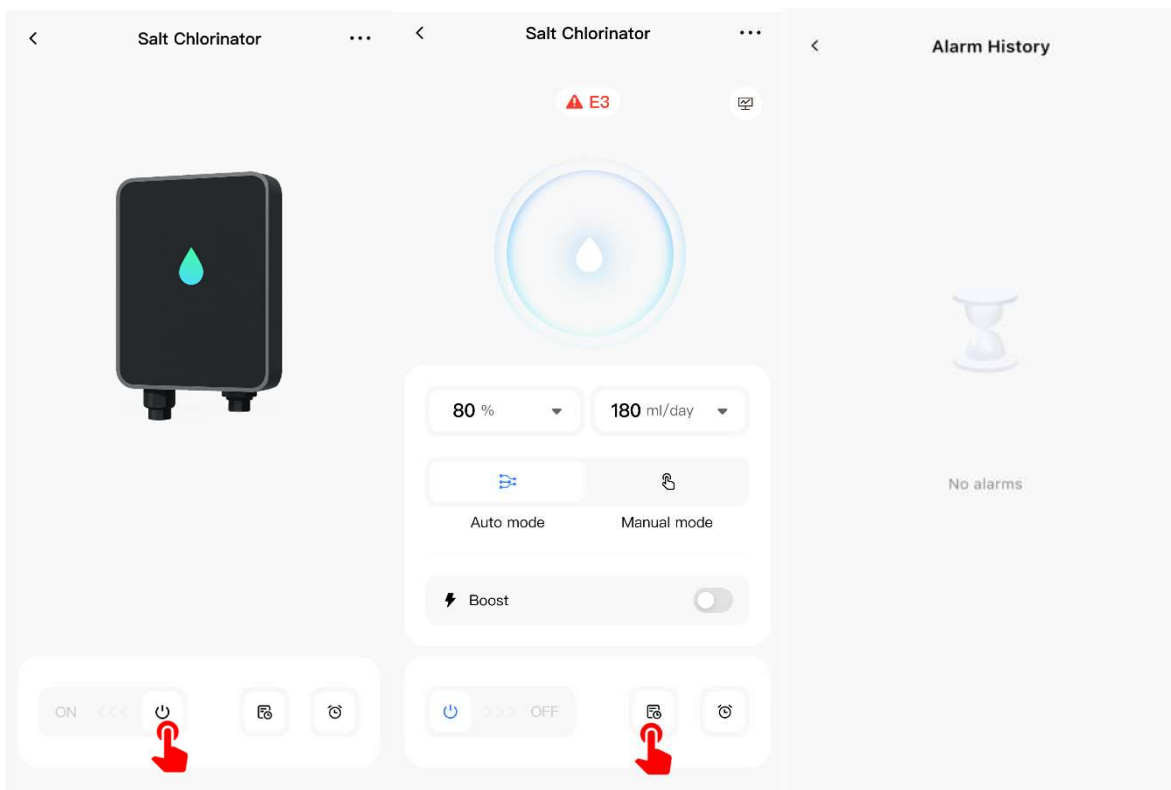 Salt Chlorinator
ON <<<
Salt Chlorinator
E3
80 %
180 ml/day
Auto mode
Manual mode
Boost
>>> OFF
Alarm History
No alarms